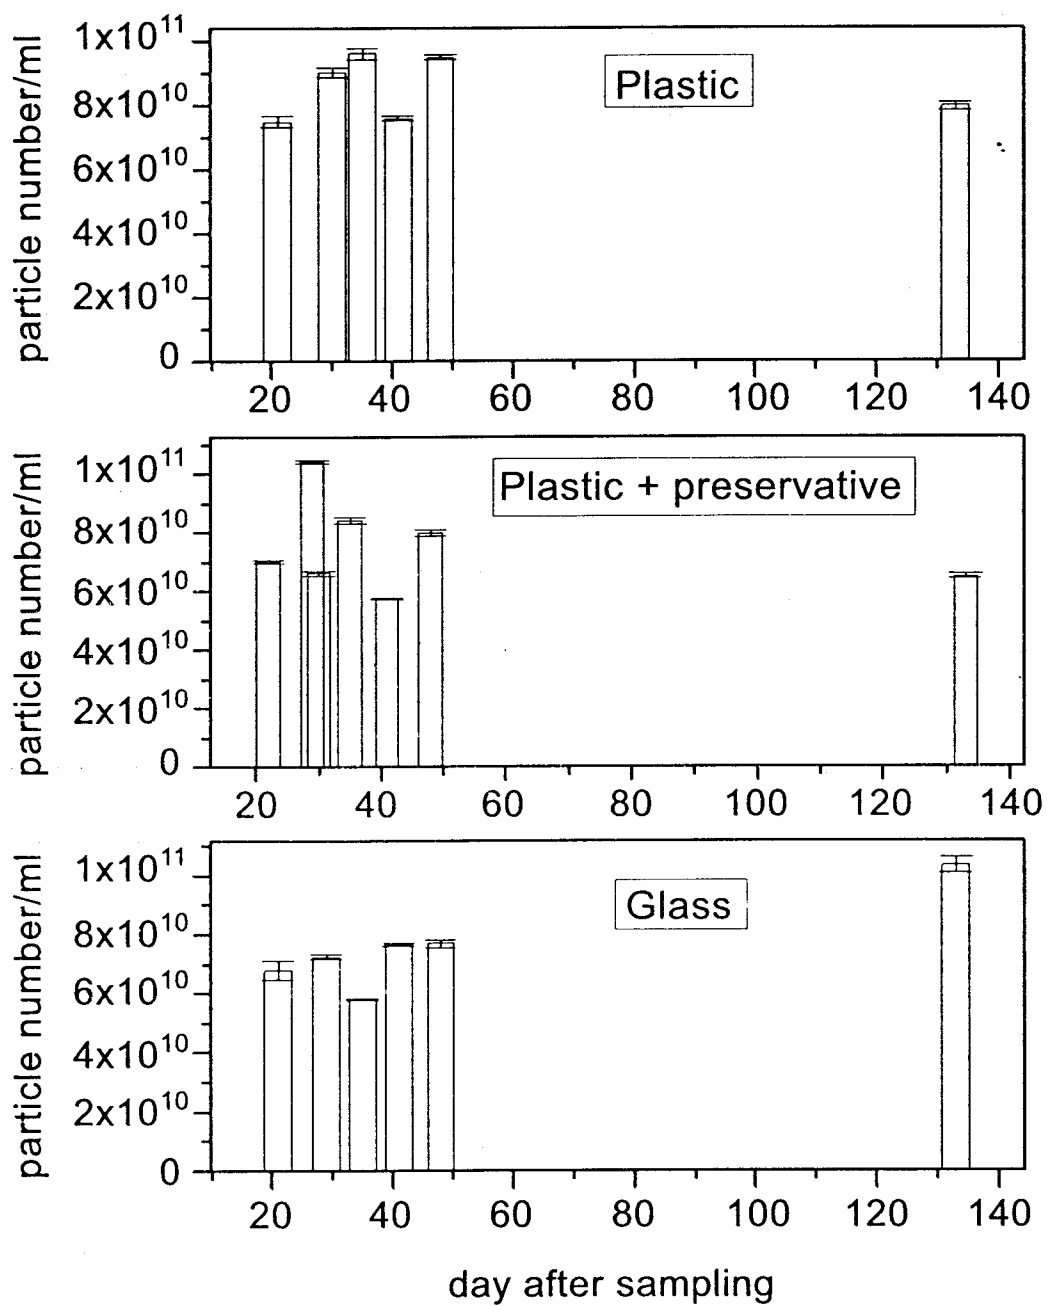 particle number/ml
1x10¹¹
8x10¹⁰
6x10¹⁰
4x10¹⁰
2x10¹⁰
0
Plastic
20 40 60 80 100 120 140
particle number/ml
1x10¹¹
8x10¹⁰
6x10¹⁰
4x10¹⁰
2x10¹⁰
0
Plastic + preservative
20 40 60 80 100 120 140
particle number/ml
1x10¹¹
8x10¹⁰
6x10¹⁰
4x10¹⁰
2x10¹⁰
0
Glass
20 40 60 80 100 120 140
day after sampling